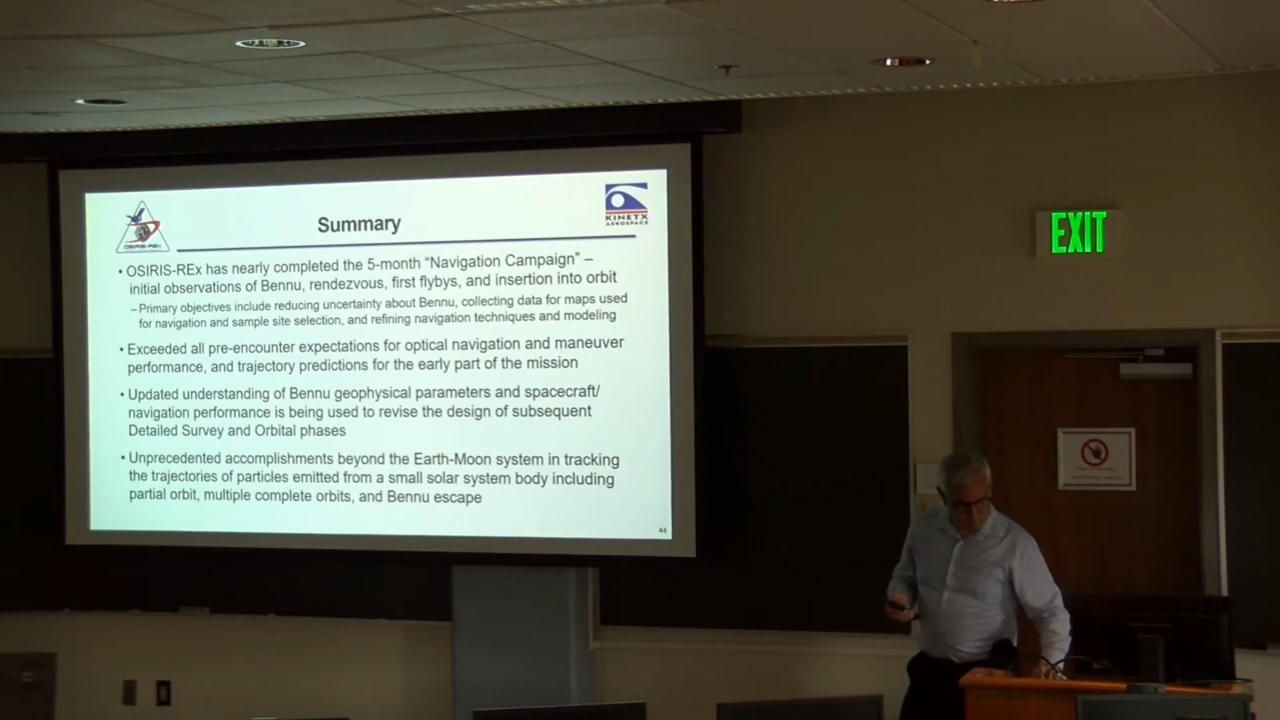 OSIRIS-REx
KINETX
AEROSPACE
Summary
• OSIRIS-REx has nearly completed the 5-month “Navigation Campaign” –
initial observations of Bennu, rendezvous, first flybys, and insertion into orbit
– Primary objectives include reducing uncertainty about Bennu, collecting data for maps used
for navigation and sample site selection, and refining navigation techniques and modeling
• Exceeded all pre-encounter expectations for optical navigation and maneuver
performance, and trajectory predictions for the early part of the mission
• Updated understanding of Bennu geophysical parameters and spacecraft/
navigation performance is being used to revise the design of subsequent
Detailed Survey and Orbital phases
• Unprecedented accomplishments beyond the Earth-Moon system in tracking
the trajectories of particles emitted from a small solar system body including
partial orbit, multiple complete orbits, and Bennu escape
44
EXIT